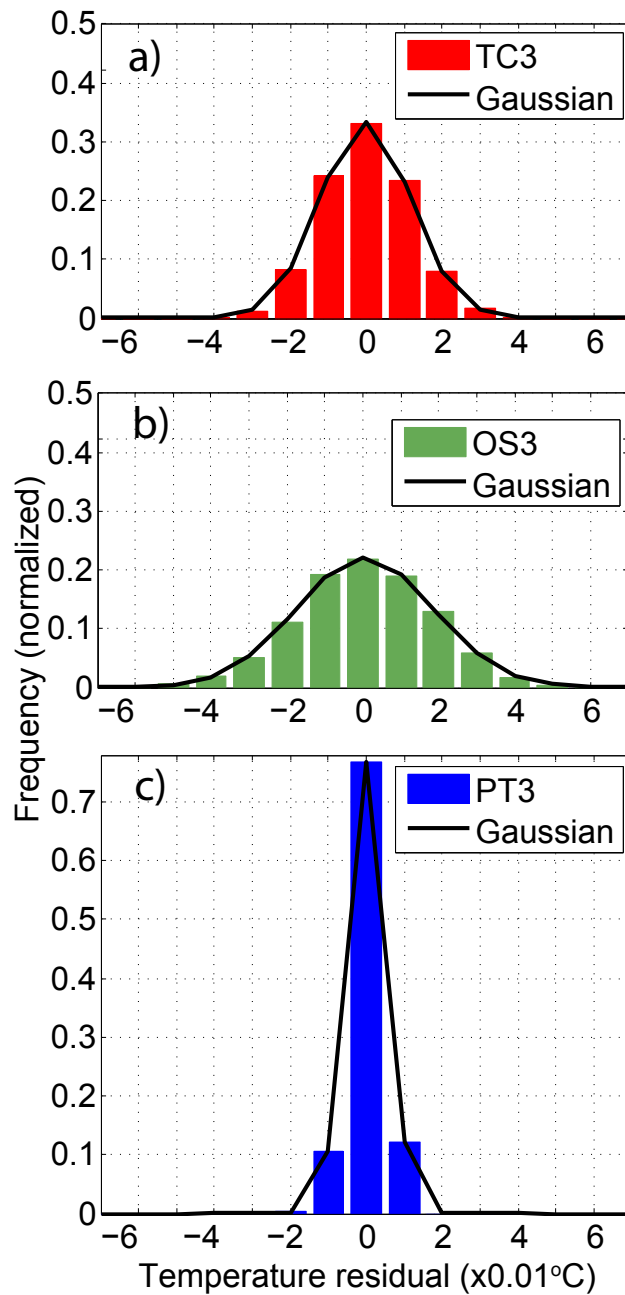 a)
TC3
Gaussian
0.5
0.4
0.3
0.2
0.1
0
−6 −4 −2 0 2 4 6
b)
OS3
Gaussian
0.5
0.4
0.3
0.2
0.1
0
−6 −4 −2 0 2 4 6
Frequency (normalized)
c)
PT3
Gaussian
0.7
0.6
0.5
0.4
0.3
0.2
0.1
0
−6 −4 −2 0 2 4 6
Temperature residual (x0.01°C)